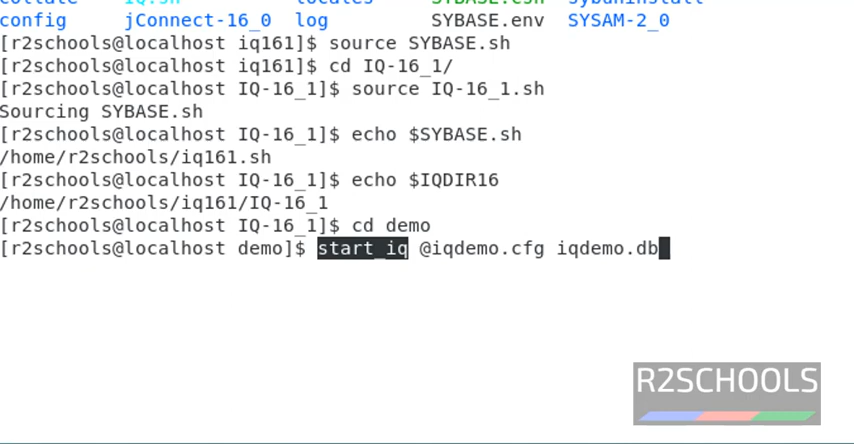 collate IQ.sh locales SYBASE.csh sybuninstall
config jConnect-16_0 log SYBASE.env SYSAM-2_0
[r2schools@localhost iq161]$ source SYBASE.sh
[r2schools@localhost iq161]$ cd IQ-16_1/
[r2schools@localhost IQ-16_1]$ source IQ-16_1.sh
Sourcing SYBASE.sh
[r2schools@localhost IQ-16_1]$ echo $SYBASE.sh
/home/r2schools/iq161.sh
[r2schools@localhost IQ-16_1]$ echo $IQDIR16
/home/r2schools/iq161/IQ-16_1
[r2schools@localhost IQ-16_1]$ cd demo
[r2schools@localhost demo]$ start_iq @iqdemo.cfg iqdemo.db
R2SCHOOLS